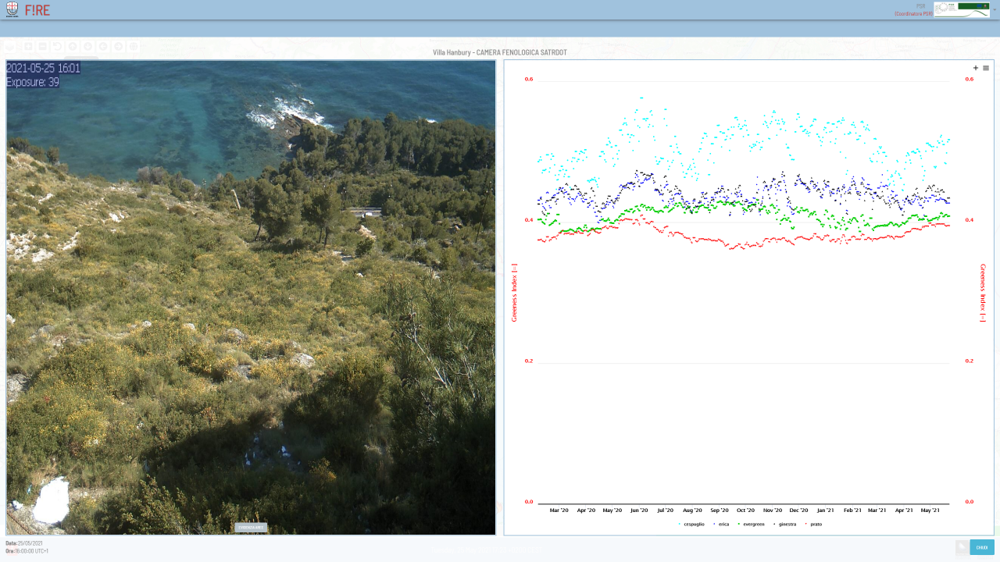 F!RE
PSR
(Coordinatore PSR)
Villa Hanbury - CAMERA FENOLOGICA SATRDOT
2021-05-25 16:01
Exposure: 39
0.6
0.6
0.4
0.4
Greeness Index [-]
Greeness Index [-]
0.2
0.2
0.0
0.0
Mar '20 Apr '20 May '20 Jun '20 Jul '20 Aug '20 Sep '20 Oct '20 Nov '20 Dec '20 Jan '21 Feb '21 Mar '21 Apr '21 May '21
cespuglio erica evergreen ginestra prato
Data: 25/05/2021
Ora: 16:00:00 UTC+1
CHIUDI